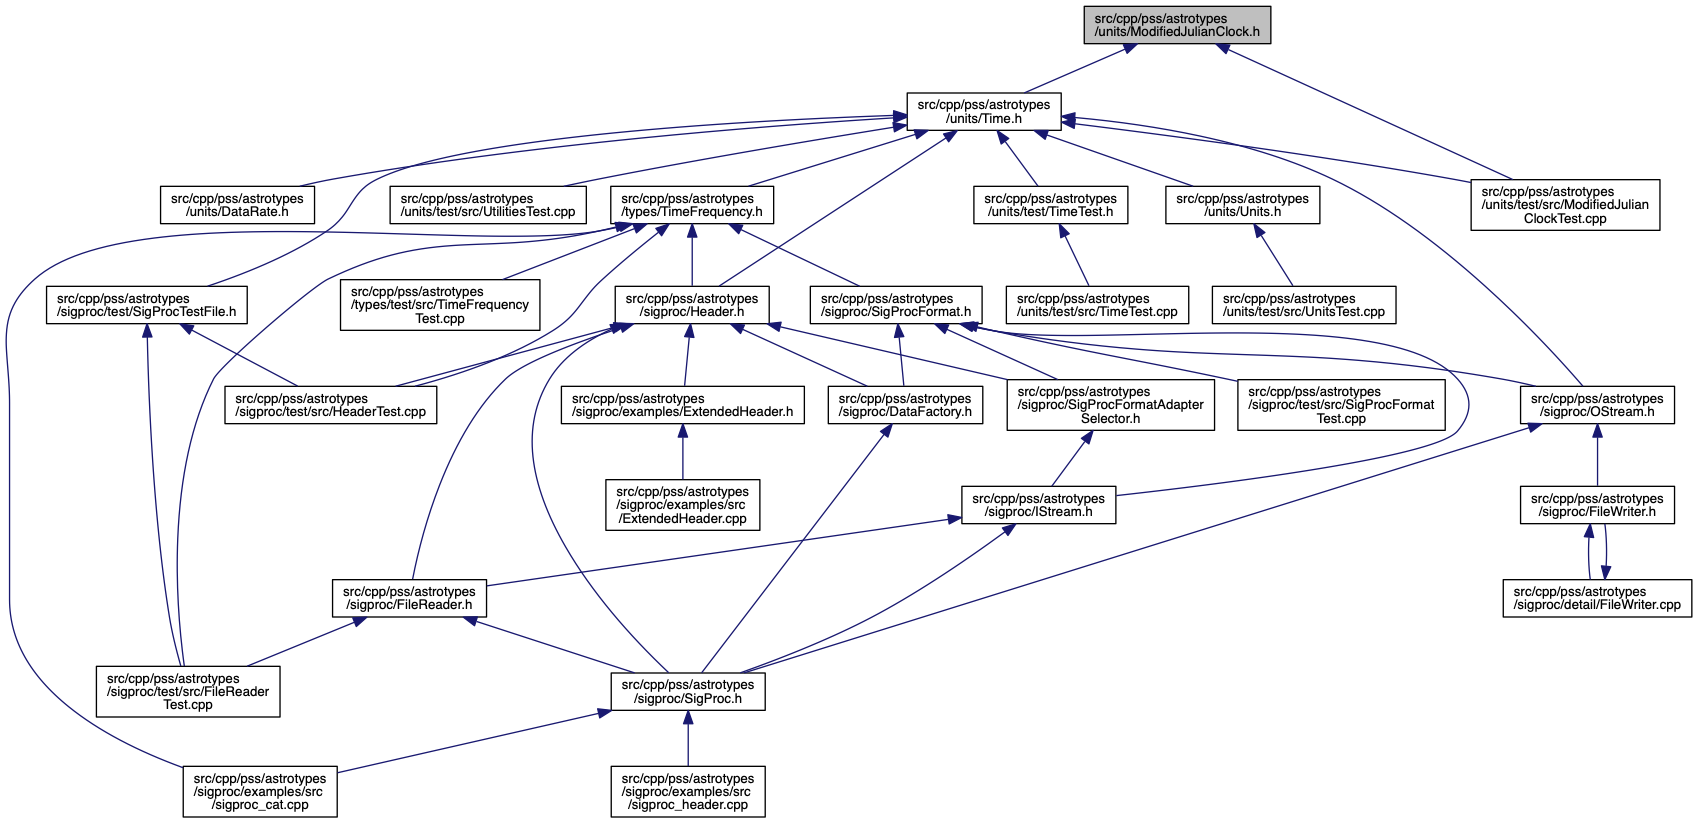 src/cpp/pss/astrotypes
/units/ModifiedJulianClock.h
src/cpp/pss/astrotypes
/units/Time.h
src/cpp/pss/astrotypes
/units/DataRate.h
src/cpp/pss/astrotypes
/units/test/src/UtilitiesTest.cpp
src/cpp/pss/astrotypes
/types/TimeFrequency.h
src/cpp/pss/astrotypes
/units/test/TimeTest.h
src/cpp/pss/astrotypes
/units/Units.h
src/cpp/pss/astrotypes
/units/test/src/ModifiedJulian
ClockTest.cpp
src/cpp/pss/astrotypes
/sigproc/test/SigProcTestFile.h
src/cpp/pss/astrotypes
/types/test/src/TimeFrequency
Test.cpp
src/cpp/pss/astrotypes
/sigproc/Header.h
src/cpp/pss/astrotypes
/sigproc/SigProcFormat.h
src/cpp/pss/astrotypes
/units/test/src/TimeTest.cpp
src/cpp/pss/astrotypes
/units/test/src/UnitsTest.cpp
src/cpp/pss/astrotypes
/sigproc/test/src/HeaderTest.cpp
src/cpp/pss/astrotypes
/sigproc/examples/ExtendedHeader.h
src/cpp/pss/astrotypes
/sigproc/DataFactory.h
src/cpp/pss/astrotypes
/sigproc/SigProcFormatAdapter
Selector.h
src/cpp/pss/astrotypes
/sigproc/test/src/SigProcFormat
Test.cpp
src/cpp/pss/astrotypes
/sigproc/OStream.h
src/cpp/pss/astrotypes
/sigproc/examples/src
/ExtendedHeader.cpp
src/cpp/pss/astrotypes
/sigproc/IStream.h
src/cpp/pss/astrotypes
/sigproc/FileWriter.h
src/cpp/pss/astrotypes
/sigproc/FileReader.h
src/cpp/pss/astrotypes
/sigproc/detail/FileWriter.cpp
src/cpp/pss/astrotypes
/sigproc/test/src/FileReader
Test.cpp
src/cpp/pss/astrotypes
/sigproc/SigProc.h
src/cpp/pss/astrotypes
/sigproc/examples/src
/sigproc_cat.cpp
src/cpp/pss/astrotypes
/sigproc/examples/src
/sigproc_header.cpp